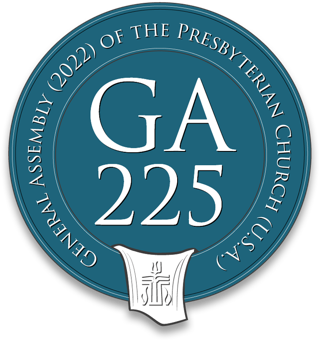 GENERAL ASSEMBLY (2022) OF THE PRESBYTERIAN CHURCH (U.S.A.)
GA
225